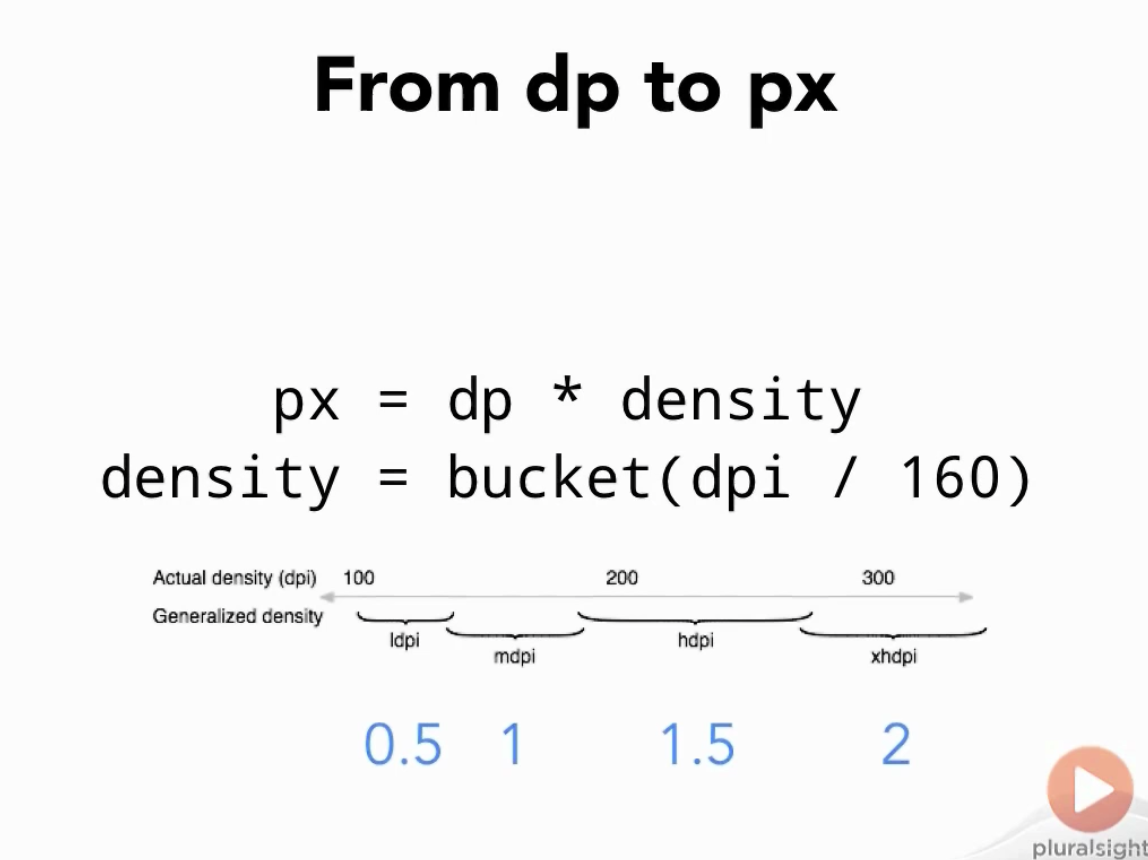 From dp to px
px = dp * density
density = bucket(dpi / 160)
Actual density (dpi) 100 200 300
Generalized density
ldpi mdpi hdpi xhdpi
0.5 1 1.5 2
pluralsight